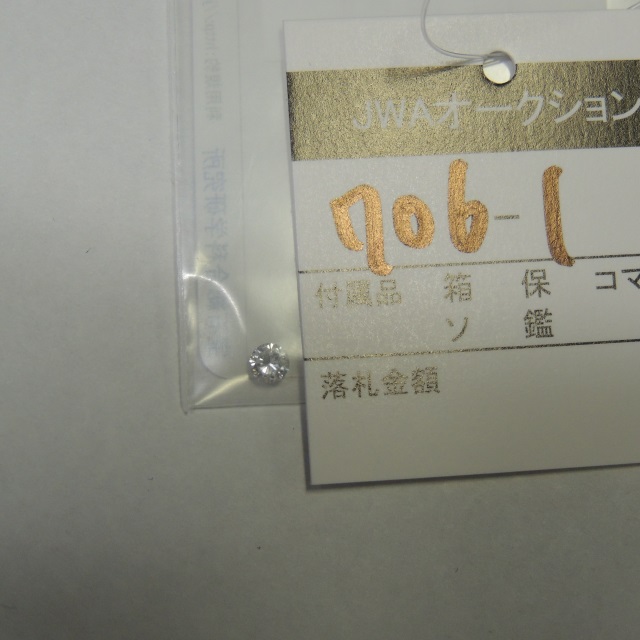 JWAオークション
706-1
付属品 箱 保 コマ
ソ 鑑
落札金額